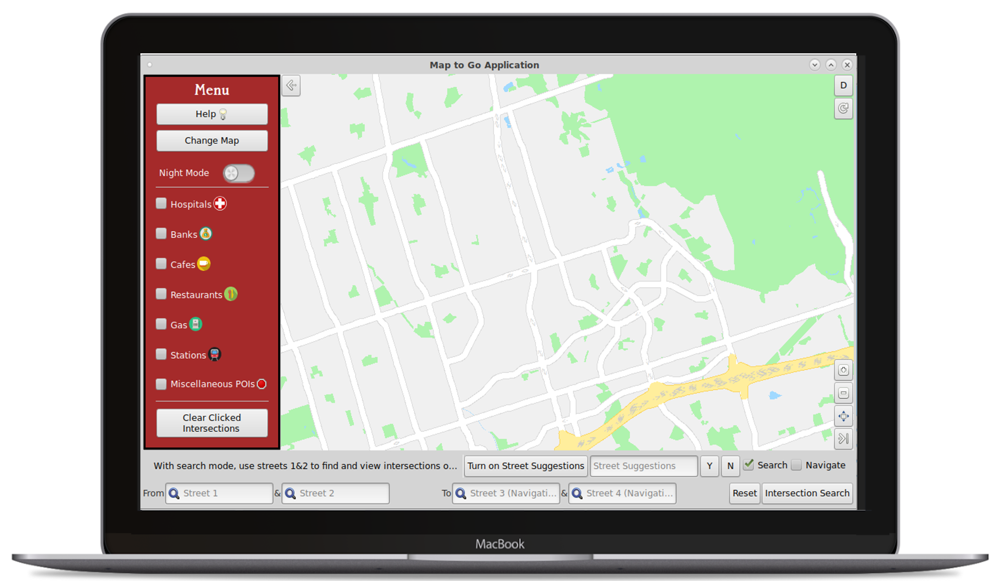 Map to Go Application
Menu
Help
Change Map
Night Mode
Hospitals
Banks
Cafes
Restaurants
Gas
Stations
Miscellaneous POIs
Clear Clicked
Intersections
D
With search mode, use streets 1&2 to find and view intersections o...
Turn on Street Suggestions
Street Suggestions
Y
N
Search
Navigate
From
Street 1
&
Street 2
To
Street 3 (Navigati...
&
Street 4 (Navigati...
Reset
Intersection Search
MacBook